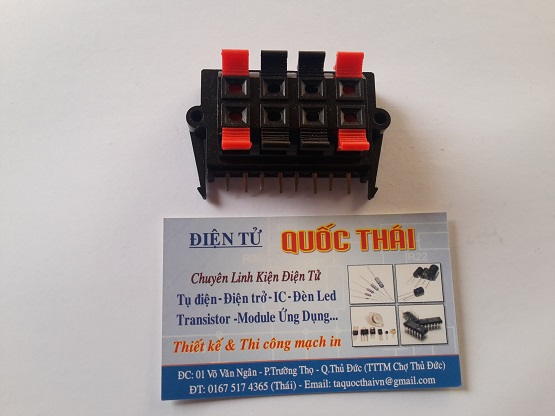 ĐIỆN TỬ QUỐC THÁI
Chuyên Linh Kiện Điện Tử
Tụ điện - Điện trở - IC - Đèn Led
Transistor - Module Ứng Dụng...
Thiết kế & Thi công mạch in
ĐC: 01 Võ Văn Ngân - P.Trường Thọ - Q.Thủ Đức (TTTM Chợ Thủ Đức)
ĐT: 0167 517 4365 (Thái) - Email: taquocthaivn@gmail.com